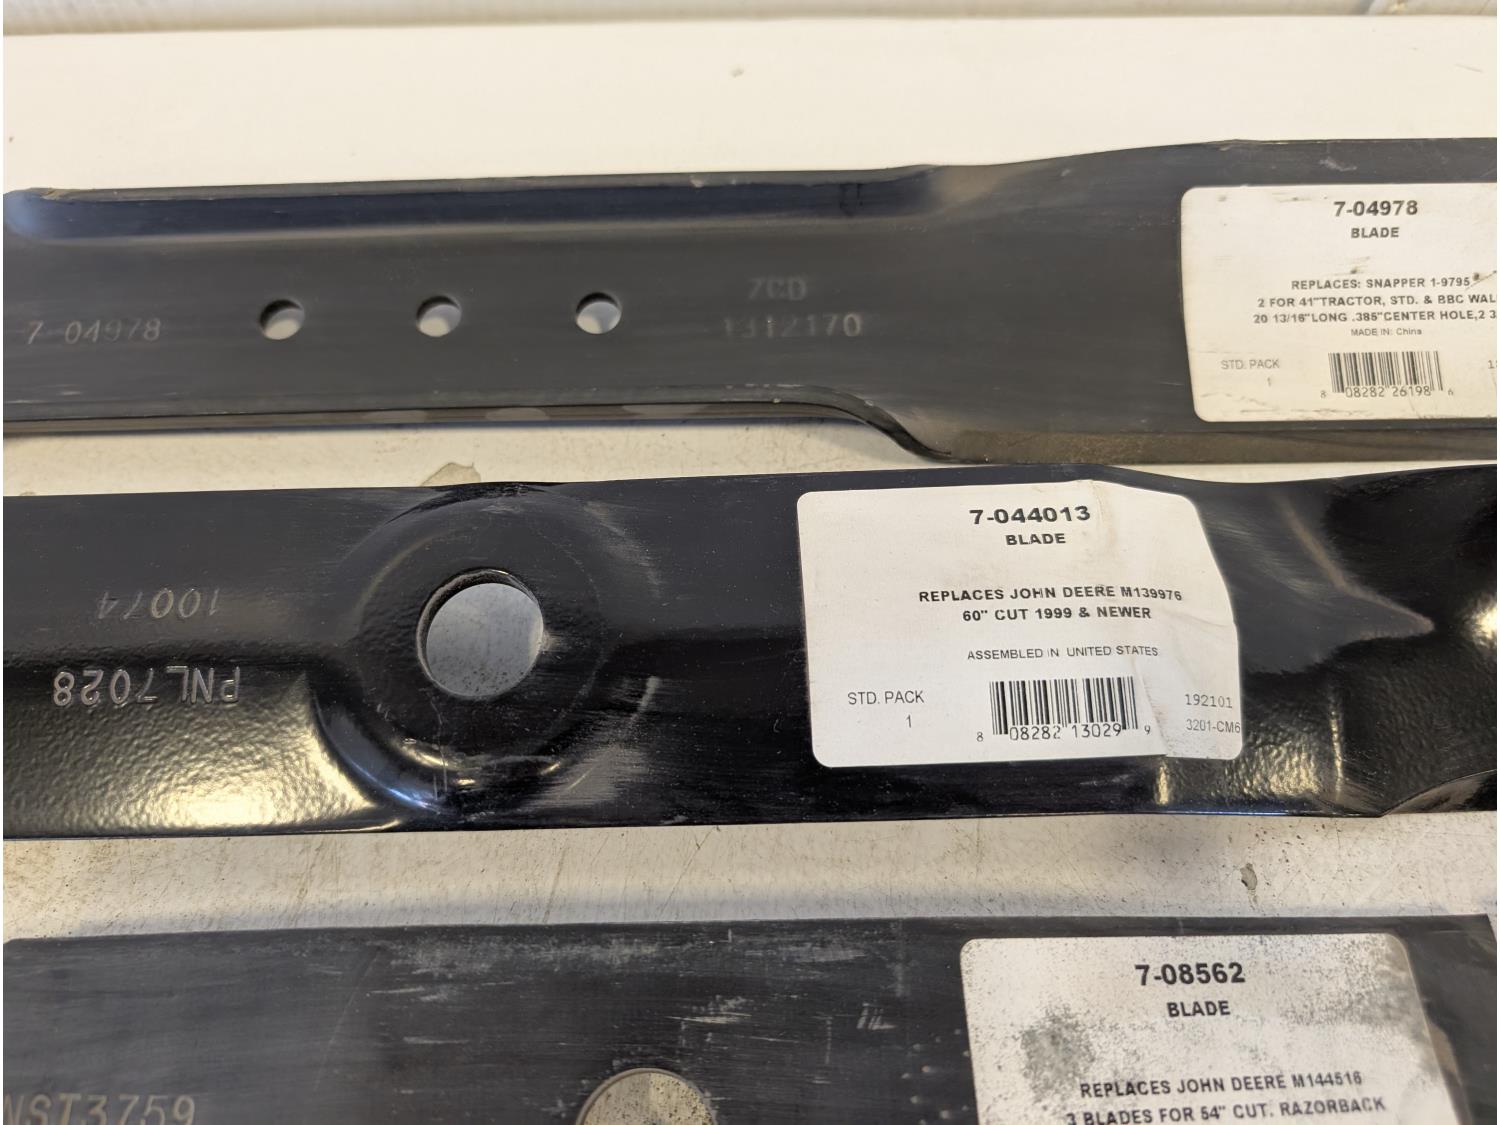 7-04978
ZCD
1312170
7-04978
BLADE
REPLACES: SNAPPER 1-9795
2 FOR 41"TRACTOR, STD. & BBC WAL
20 13/16"LONG .385"CENTER HOLE,2 3
MADE IN: China
STD. PACK
1
8 08282 26198 6
10074
PNL7028
7-044013
BLADE
REPLACES JOHN DEERE M139976
60" CUT 1999 & NEWER
ASSEMBLED IN UNITED STATES
STD. PACK
1
8 08282 13029 9
192101
3201-CM6
NST3759
7-08562
BLADE
REPLACES JOHN DEERE M144516
3 BLADES FOR 54" CUT. RAZORBACK